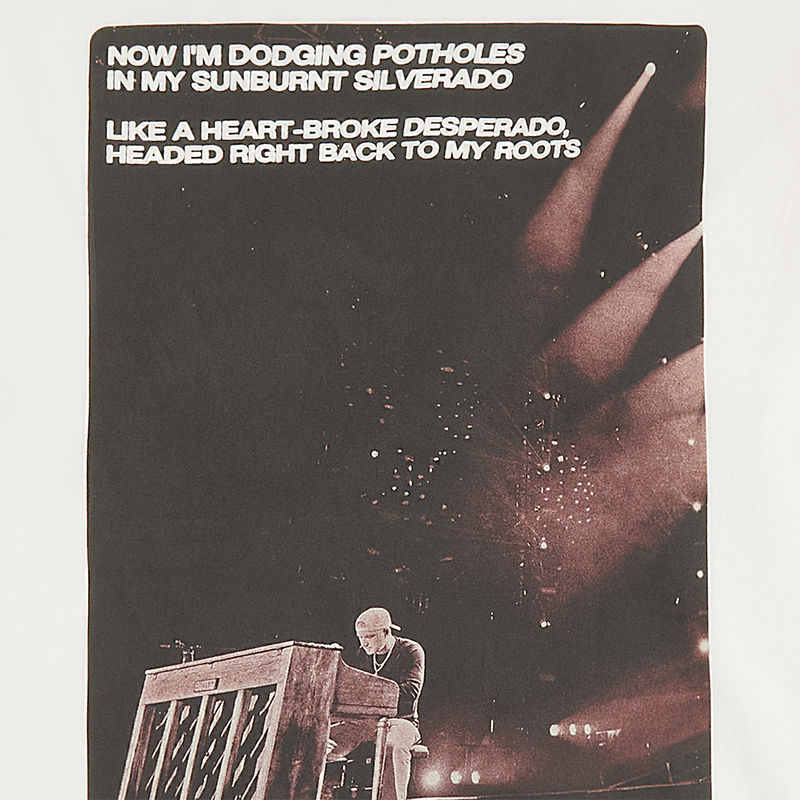 NOW I'M DODGING POTHOLES
IN MY SUNBURNT SILVERADO
LIKE A HEART-BROKE DESPERADO,
HEADED RIGHT BACK TO MY ROOTS